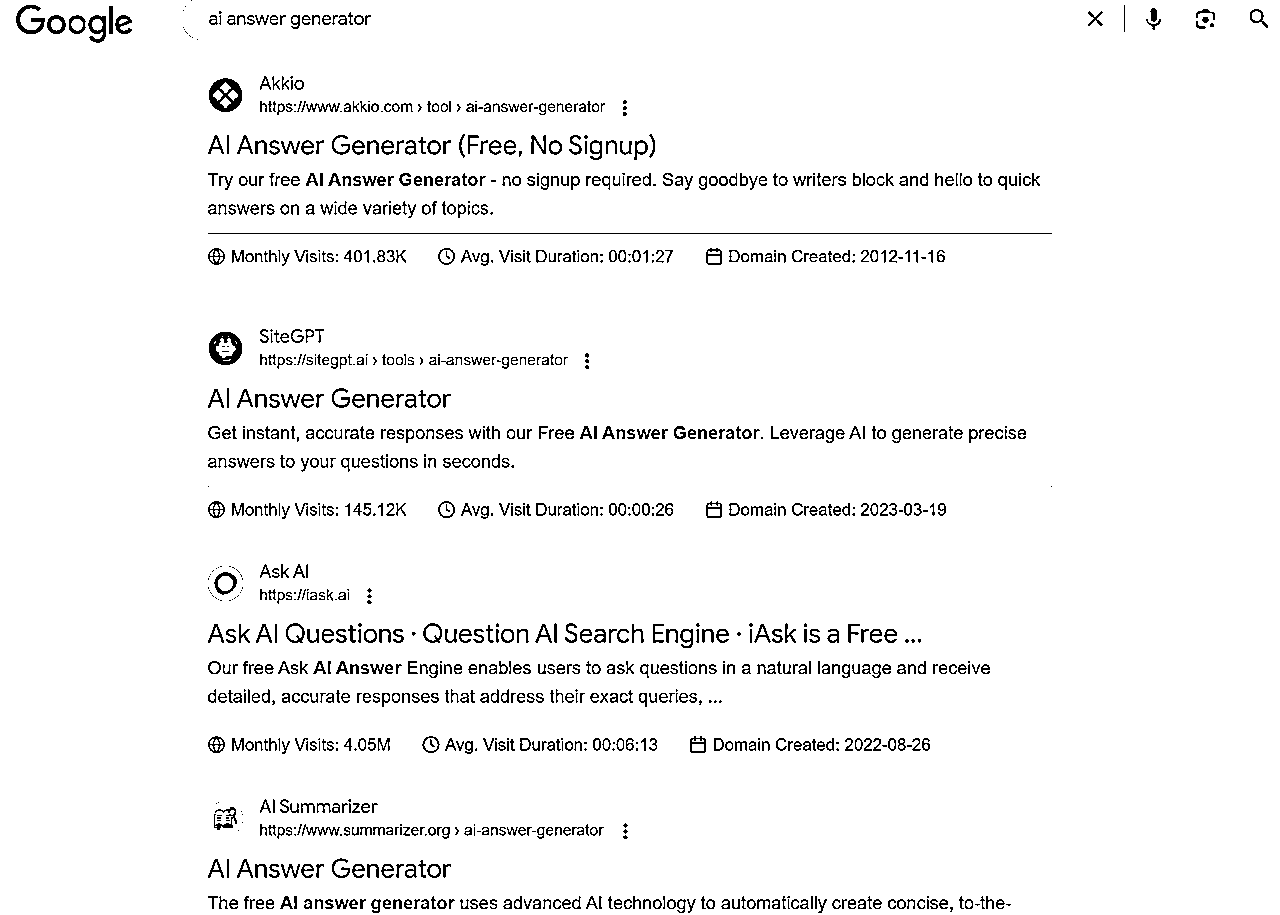 Google
ai answer generator
Akkio
https://www.akkio.com › tool › ai-answer-generator
AI Answer Generator (Free, No Signup)
Try our free AI Answer Generator - no signup required. Say goodbye to writers block and hello to quick
answers on a wide variety of topics.
Monthly Visits: 401.83K Avg. Visit Duration: 00:01:27 Domain Created: 2012-11-16
SiteGPT
https://sitegpt.ai › tools › ai-answer-generator
AI Answer Generator
Get instant, accurate responses with our Free AI Answer Generator. Leverage AI to generate precise
answers to your questions in seconds.
Monthly Visits: 145.12K Avg. Visit Duration: 00:00:26 Domain Created: 2023-03-19
Ask AI
https://iask.ai
Ask AI Questions · Question AI Search Engine · iAsk is a Free ...
Our free Ask AI Answer Engine enables users to ask questions in a natural language and receive
detailed, accurate responses that address their exact queries, ...
Monthly Visits: 4.05M Avg. Visit Duration: 00:06:13 Domain Created: 2022-08-26
AI Summarizer
https://www.summarizer.org › ai-answer-generator
AI Answer Generator
The free AI answer generator uses advanced AI technology to automatically create concise, to-the-